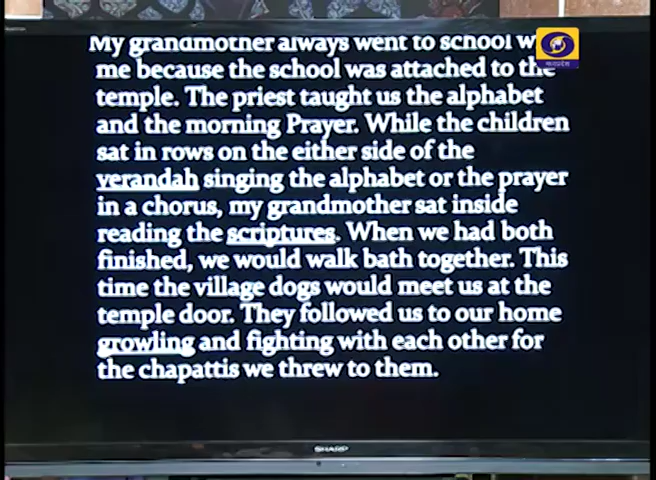 My grandmother always went to school
me because the school was attached to the
temple. The priest taught us the alphabet
and the morning Prayer. While the children
sat in rows on the either side of the
verandah singing the alphabet or the prayer
in a chorus, my grandmother sat inside
reading the scriptures. When we had both
finished, we would walk bath together. This
time the village dogs would meet us at the
temple door. They followed us to our home
growling and fighting with each other for
the chapattis we threw to them.
SHARP